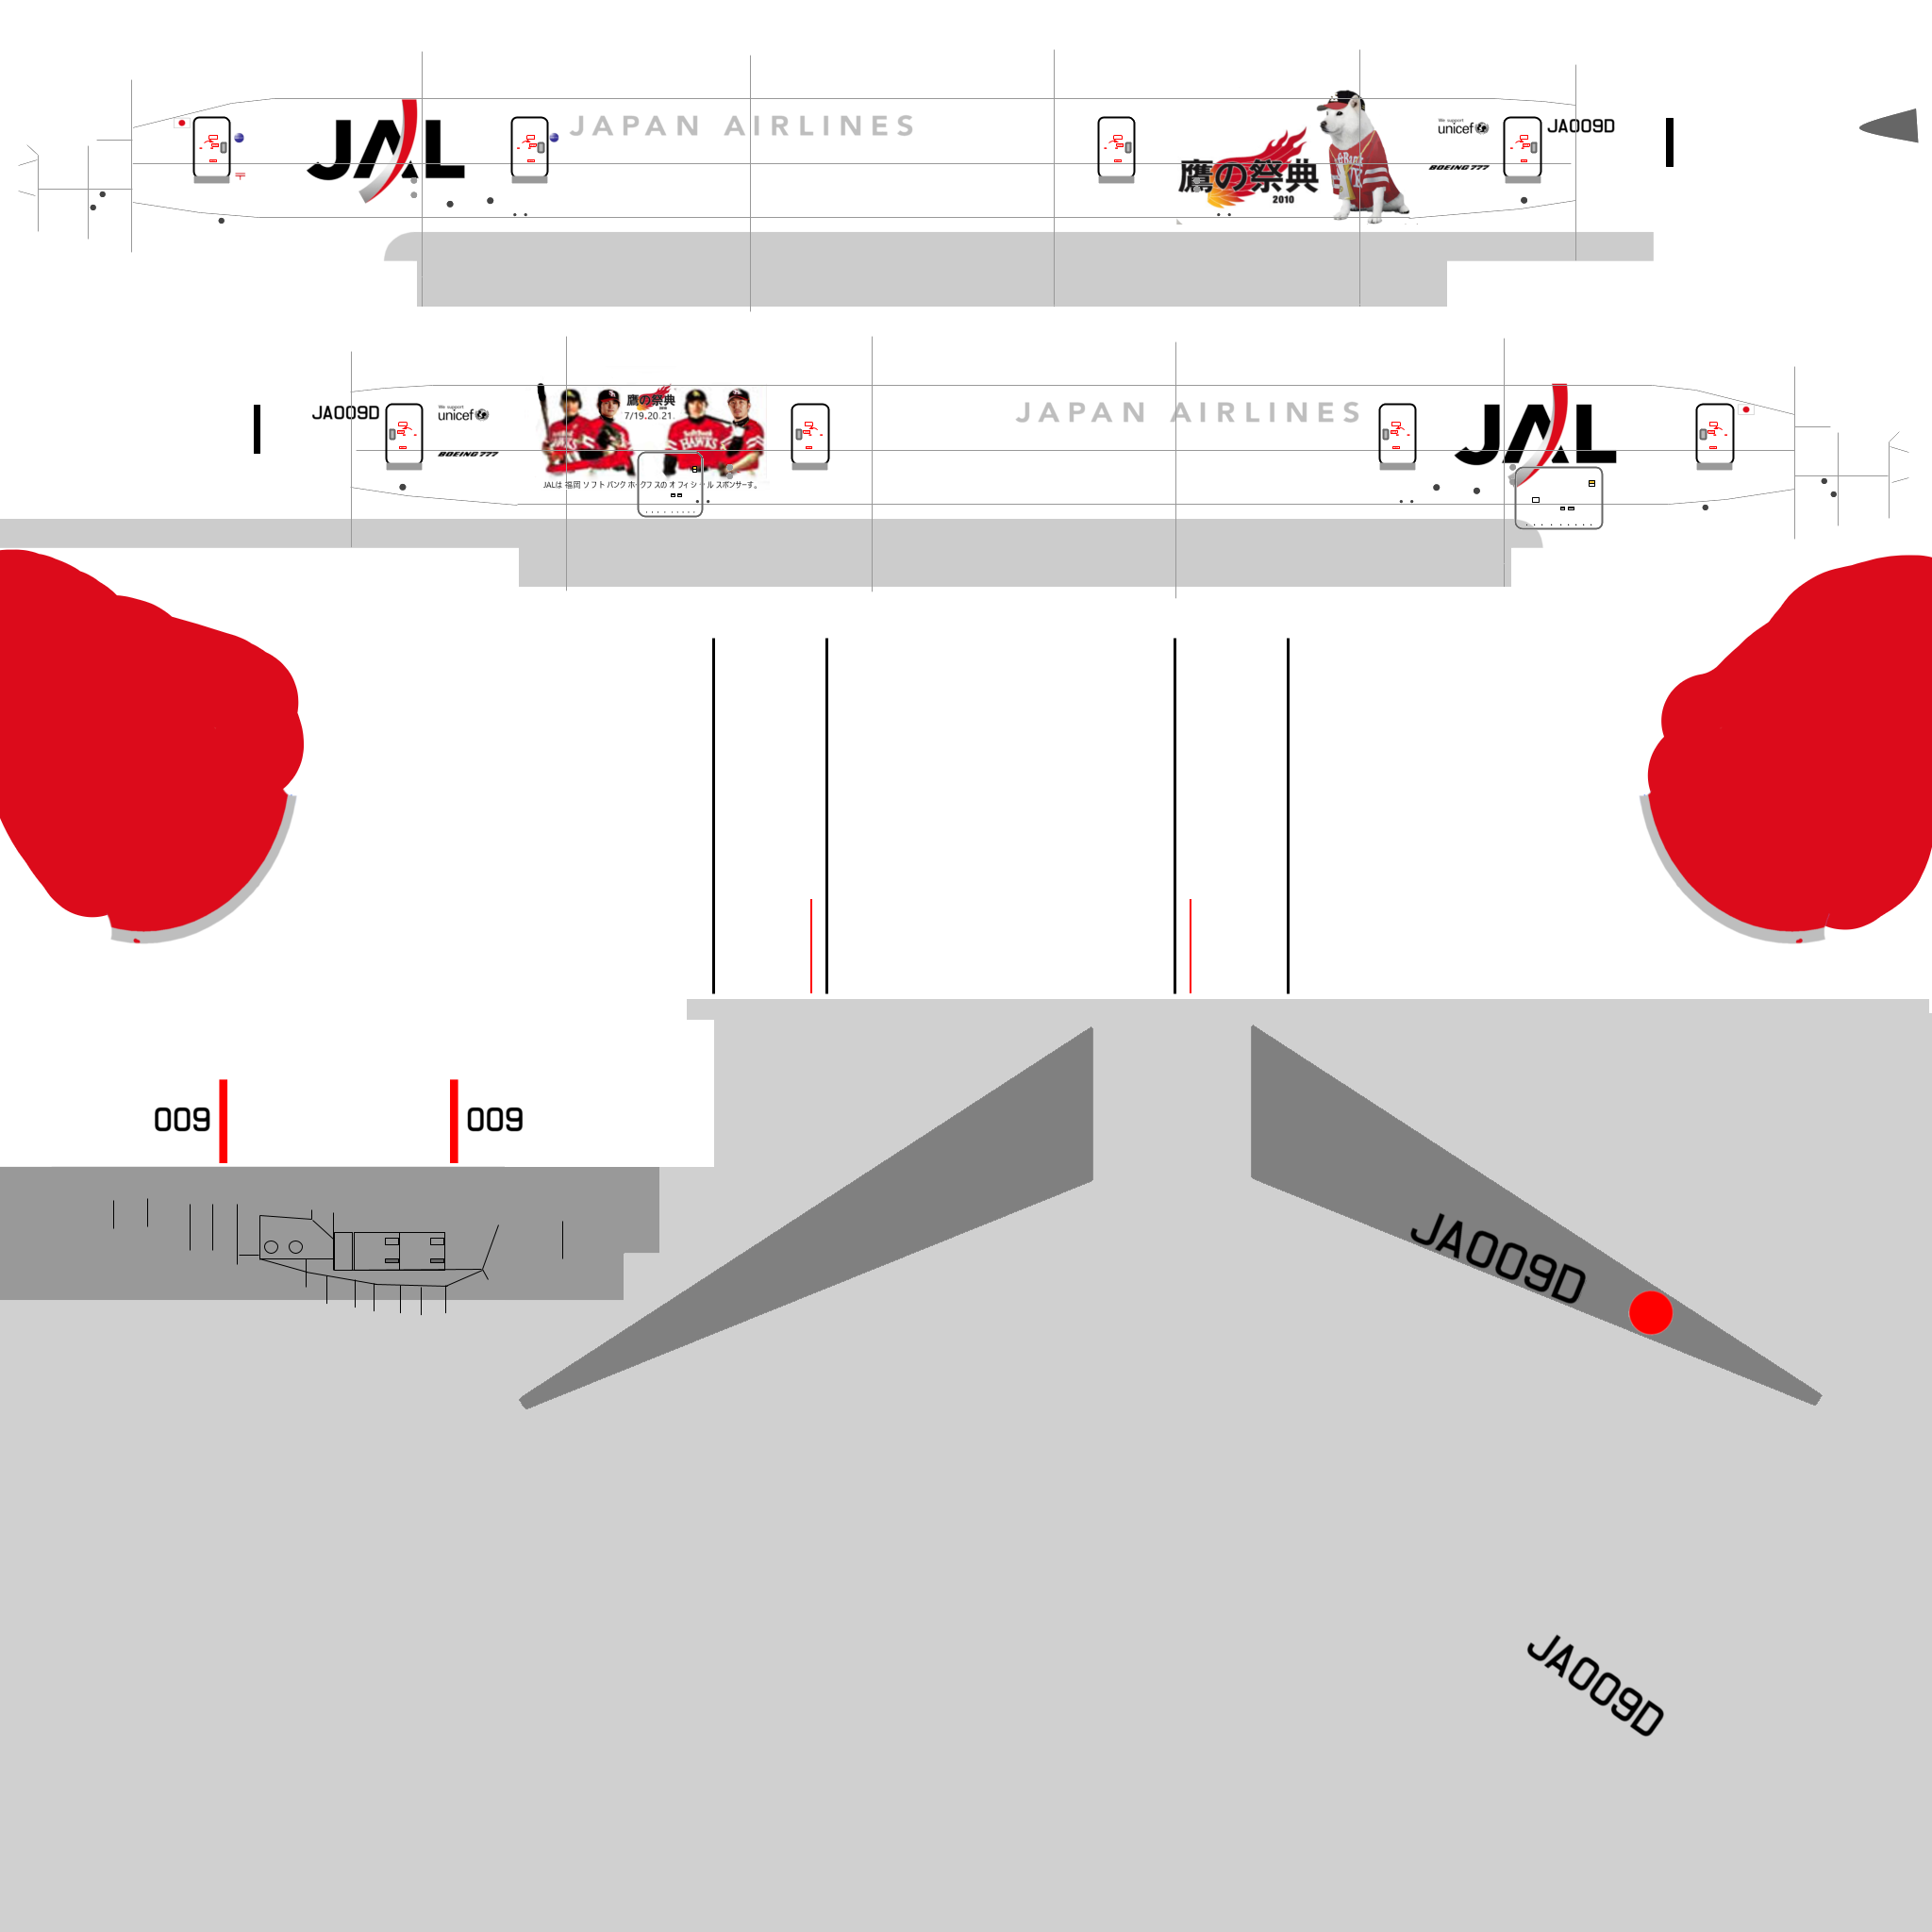 JAL
JAPAN AIRLINES
鷹の祭典
2010
We support
unicef
BOEING 777
JA009D
JA009D
We support
unicef
BOEING 777
鷹の祭典
7/19.20.21.
HAWKS
HAWKS
JALは 福岡 ソフトバンク ホークスの オフィシャル スポンサーです。
JAPAN AIRLINES
JAL
009
009
JA009D
JA009D